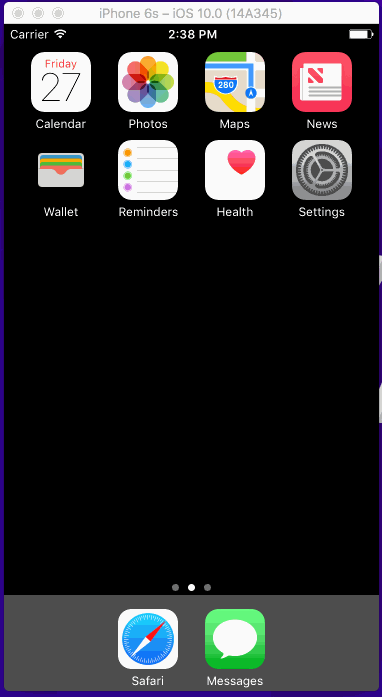 iPhone 6s – iOS 10.0 (14A345)
Carrier 2:38 PM
Friday
27
280
Calendar Photos Maps News
Wallet Reminders Health Settings
Safari Messages